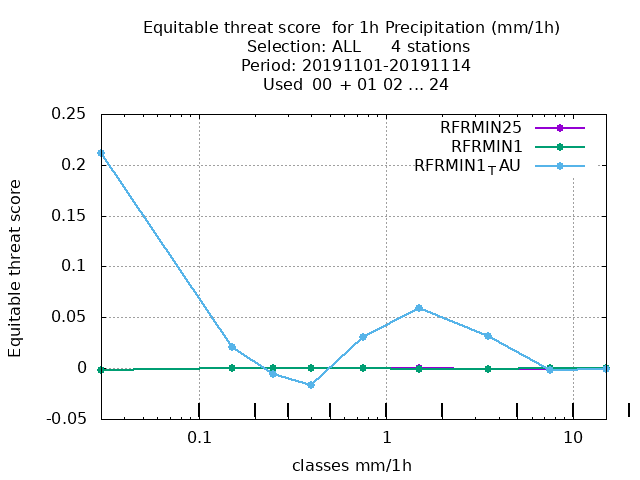 Equitable threat score  for 1h Precipitation (mm/1h)
Selection: ALL      4 stations
Period: 20191101-20191114
Used  00 + 01 02 ... 24
RFRMIN25
RFRMIN1
RFRMIN1TAU
0.25
0.2
0.15
0.1
0.05
0
-0.05
Equitable threat score
0.1
1
10
classes mm/1h